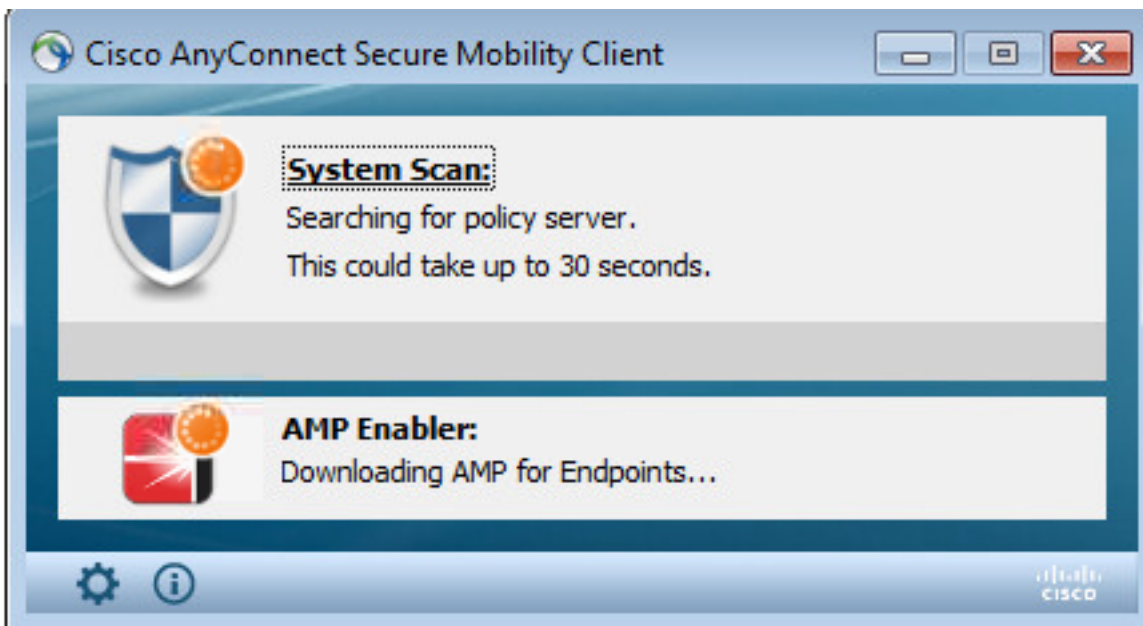 Cisco AnyConnect Secure Mobility Client
System Scan:
Searching for policy server.
This could take up to 30 seconds.
AMP Enabler:
Downloading AMP for Endpoints...
CISCO